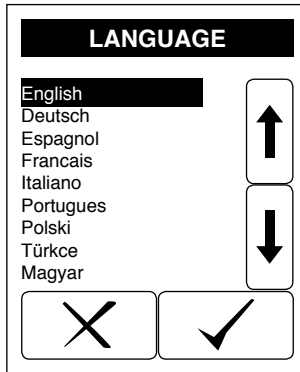 LANGUAGE
English
Deutsch
Espagnol
Francais
Italiano
Portugues
Polski
Türkce
Magyar